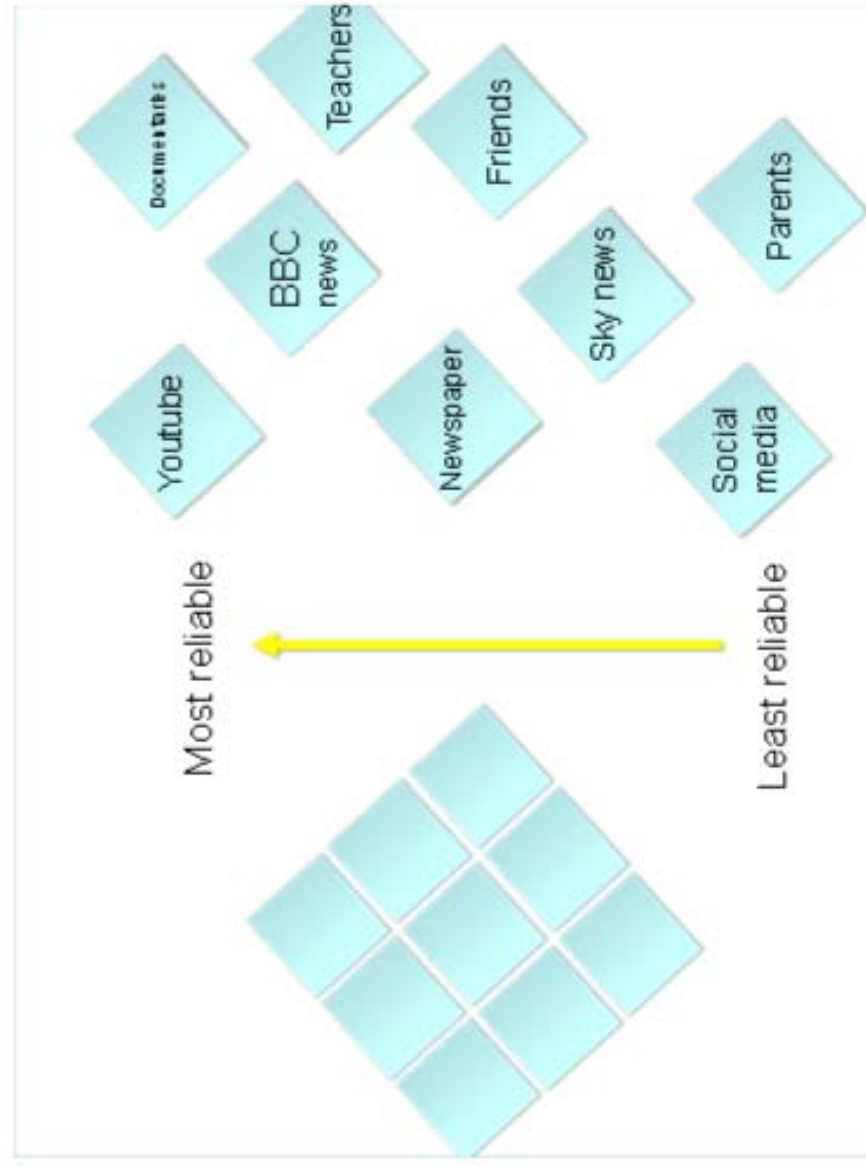 Most reliable
Least reliable
Youtube
BBC
news
Documentaries
Teachers
Newspaper
Friends
Sky news
Social
media
Parents